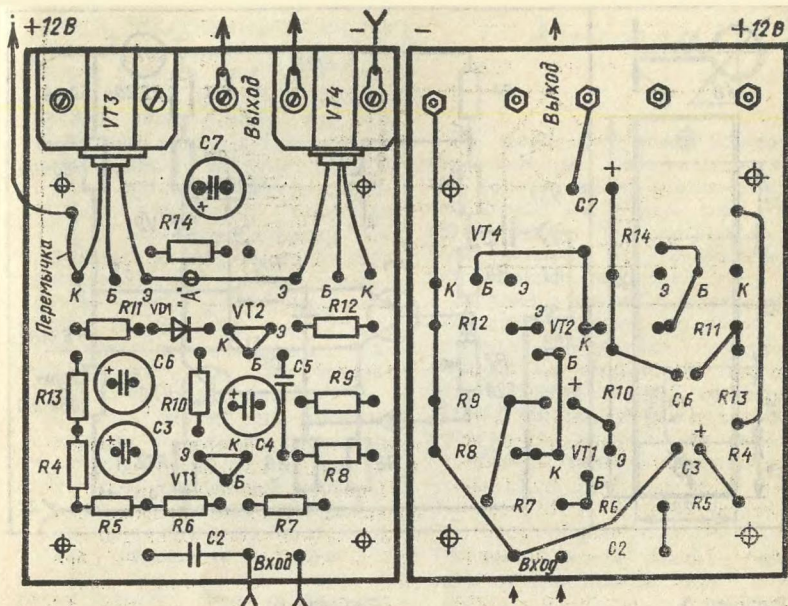 +12В
VT3
Выход
VT4
−
C7
+
R14
Перемычка
К
Б
Э
"А"
Э
Б
К
R11
VD1
VT2
К
Э
Б
R12
+
C6
R13
R10
+
C4
C5
R9
+
C3
R4
Э
К
Б
VT1
R8
R5
R6
R7
C2
Вход
−
Выход
+12В
+
C7
VT4
R14
К
Б
Э
Э
Б
К
R12
Э
VT2
К
R11
Б
R9
+
R10
C6
R13
R8
К
VT1
Э
+
C3
R4
Б
R7
R6
R5
C2
Вход